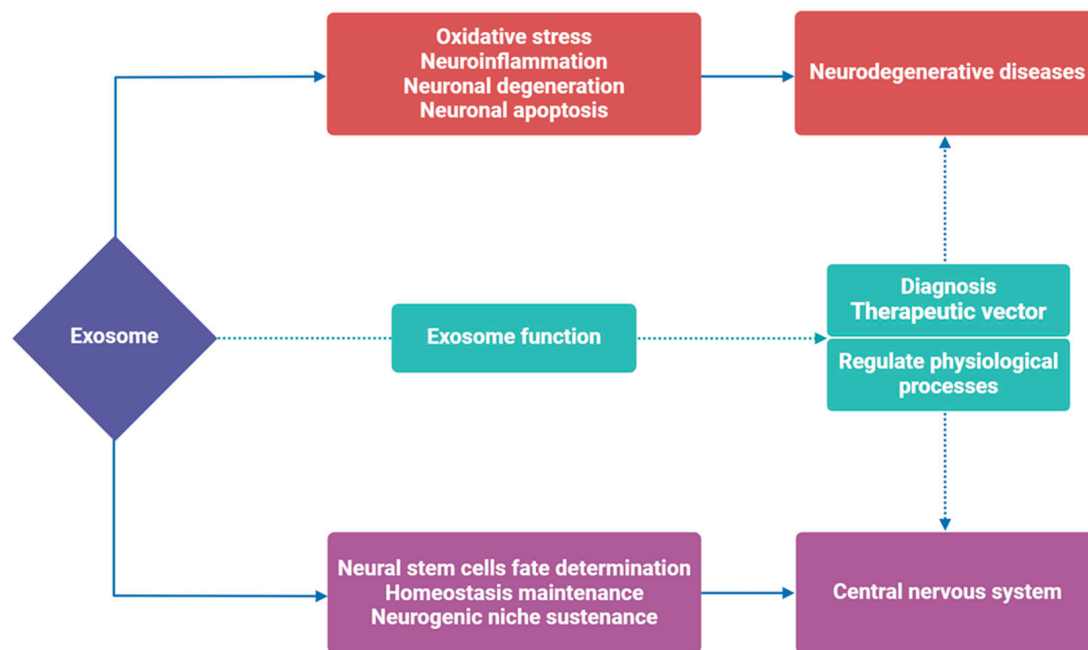 Oxidative stress
Neuroinflammation
Neuronal degeneration
Neuronal apoptosis
Neurodegenerative diseases
Exosome
Exosome function
Diagnosis
Therapeutic vector
Regulate physiological
processes
Neural stem cells fate determination
Homeostasis maintenance
Neurogenic niche sustenance
Central nervous system